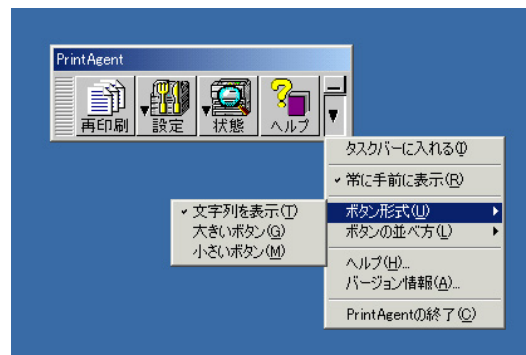 PrintAgent
再印刷 設定 状態 ヘルプ
タスクバーに入れる(I)
✓ 常に手前に表示(R)
ボタン形式(U)
ボタンの並べ方(L)
ヘルプ(H)...
バージョン情報(A)...
PrintAgentの終了(C)
✓ 文字列を表示(T)
大きいボタン(G)
小さいボタン(M)